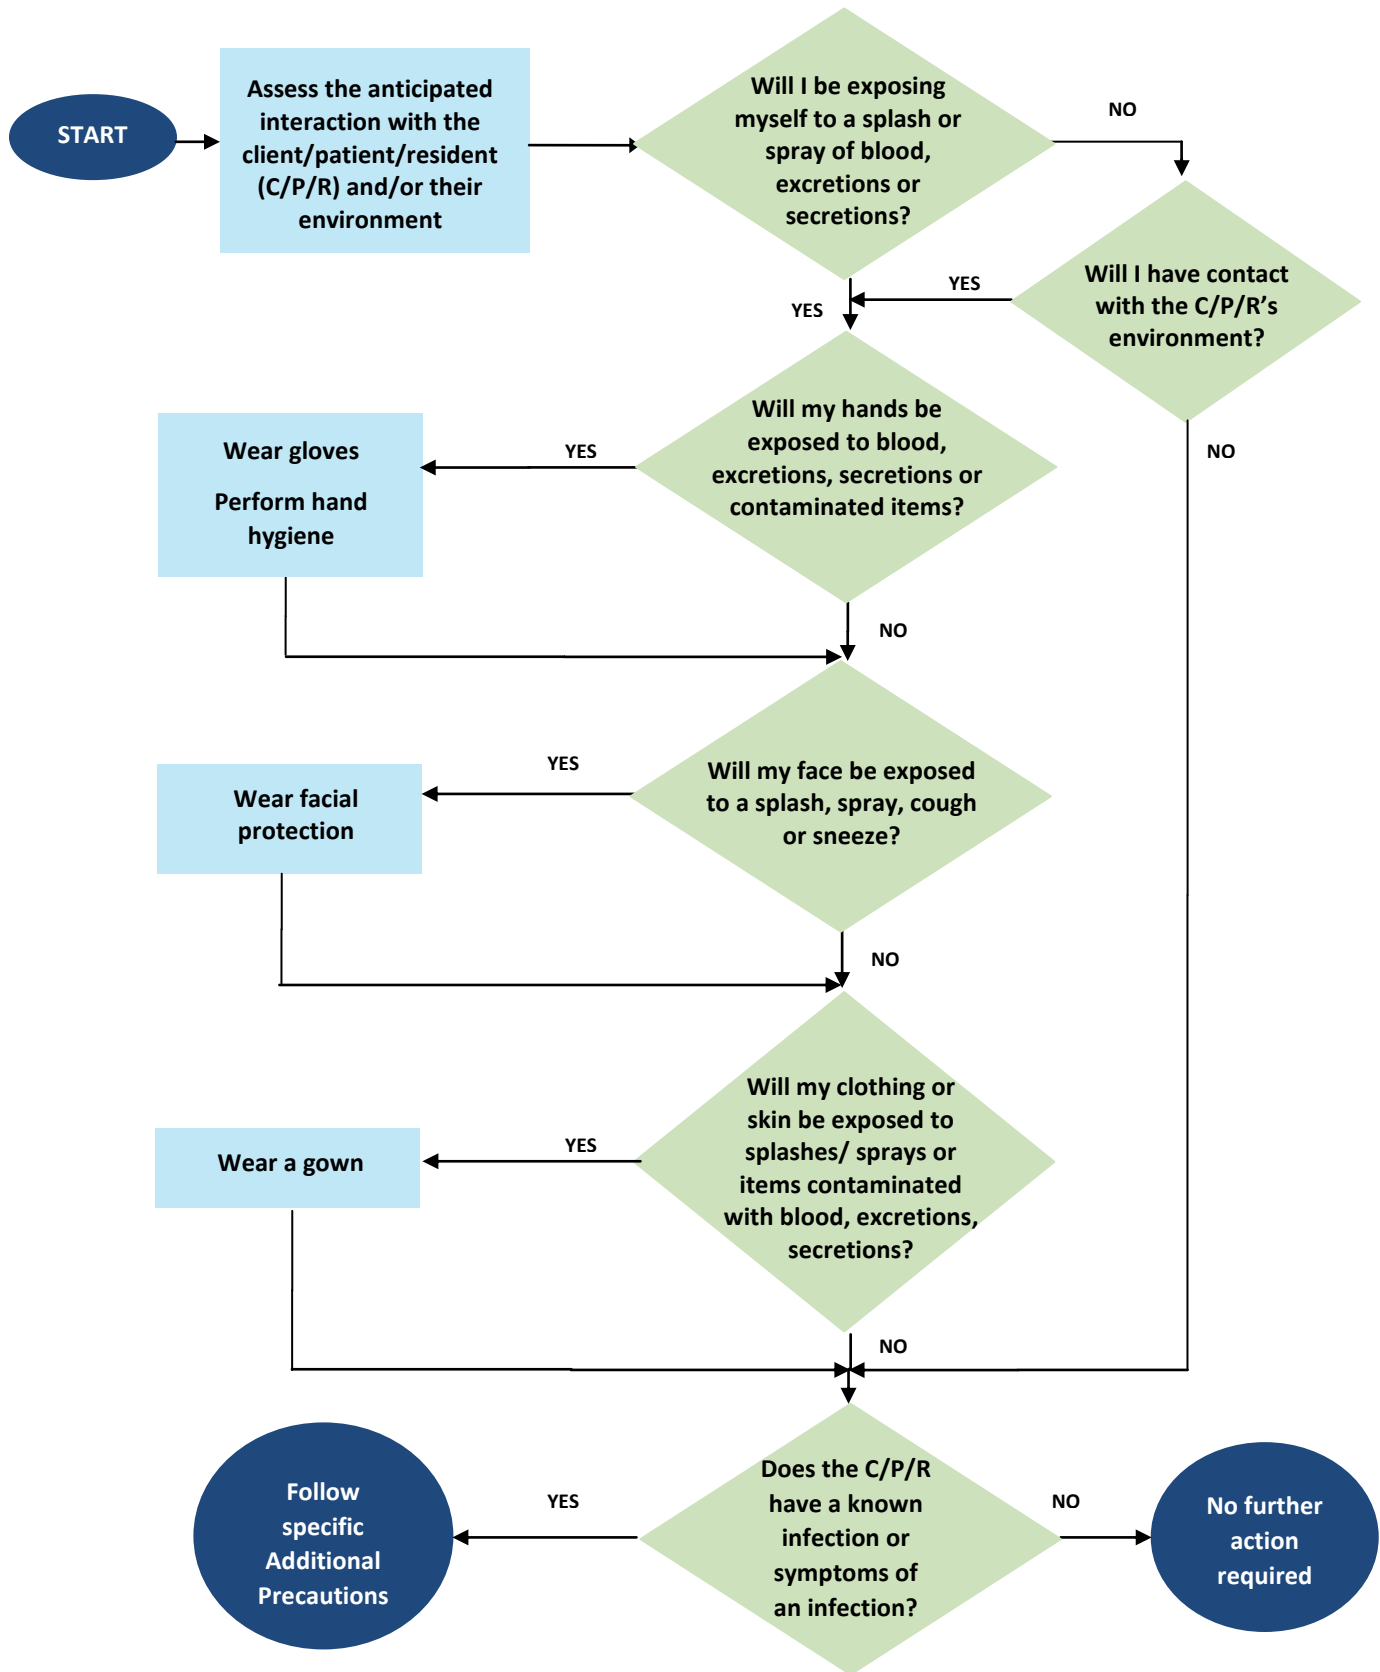 START
Assess the anticipated
interaction with the
client/patient/resident
(C/P/R) and/or their
environment
Will I be exposing
myself to a splash or
spray of blood,
excretions or
secretions?
NO
Will I have contact
with the C/P/R’s
environment?
YES
YES
NO
Will my hands be
exposed to blood,
excretions, secretions or
contaminated items?
YES
Wear gloves
Perform hand
hygiene
NO
Will my face be exposed
to a splash, spray, cough
or sneeze?
YES
Wear facial
protection
NO
Will my clothing or
skin be exposed to
splashes/ sprays or
items contaminated
with blood, excretions,
secretions?
YES
Wear a gown
NO
Does the C/P/R
have a known
infection or
symptoms of
an infection?
YES
Follow
specific
Additional
Precautions
NO
No further
action
required